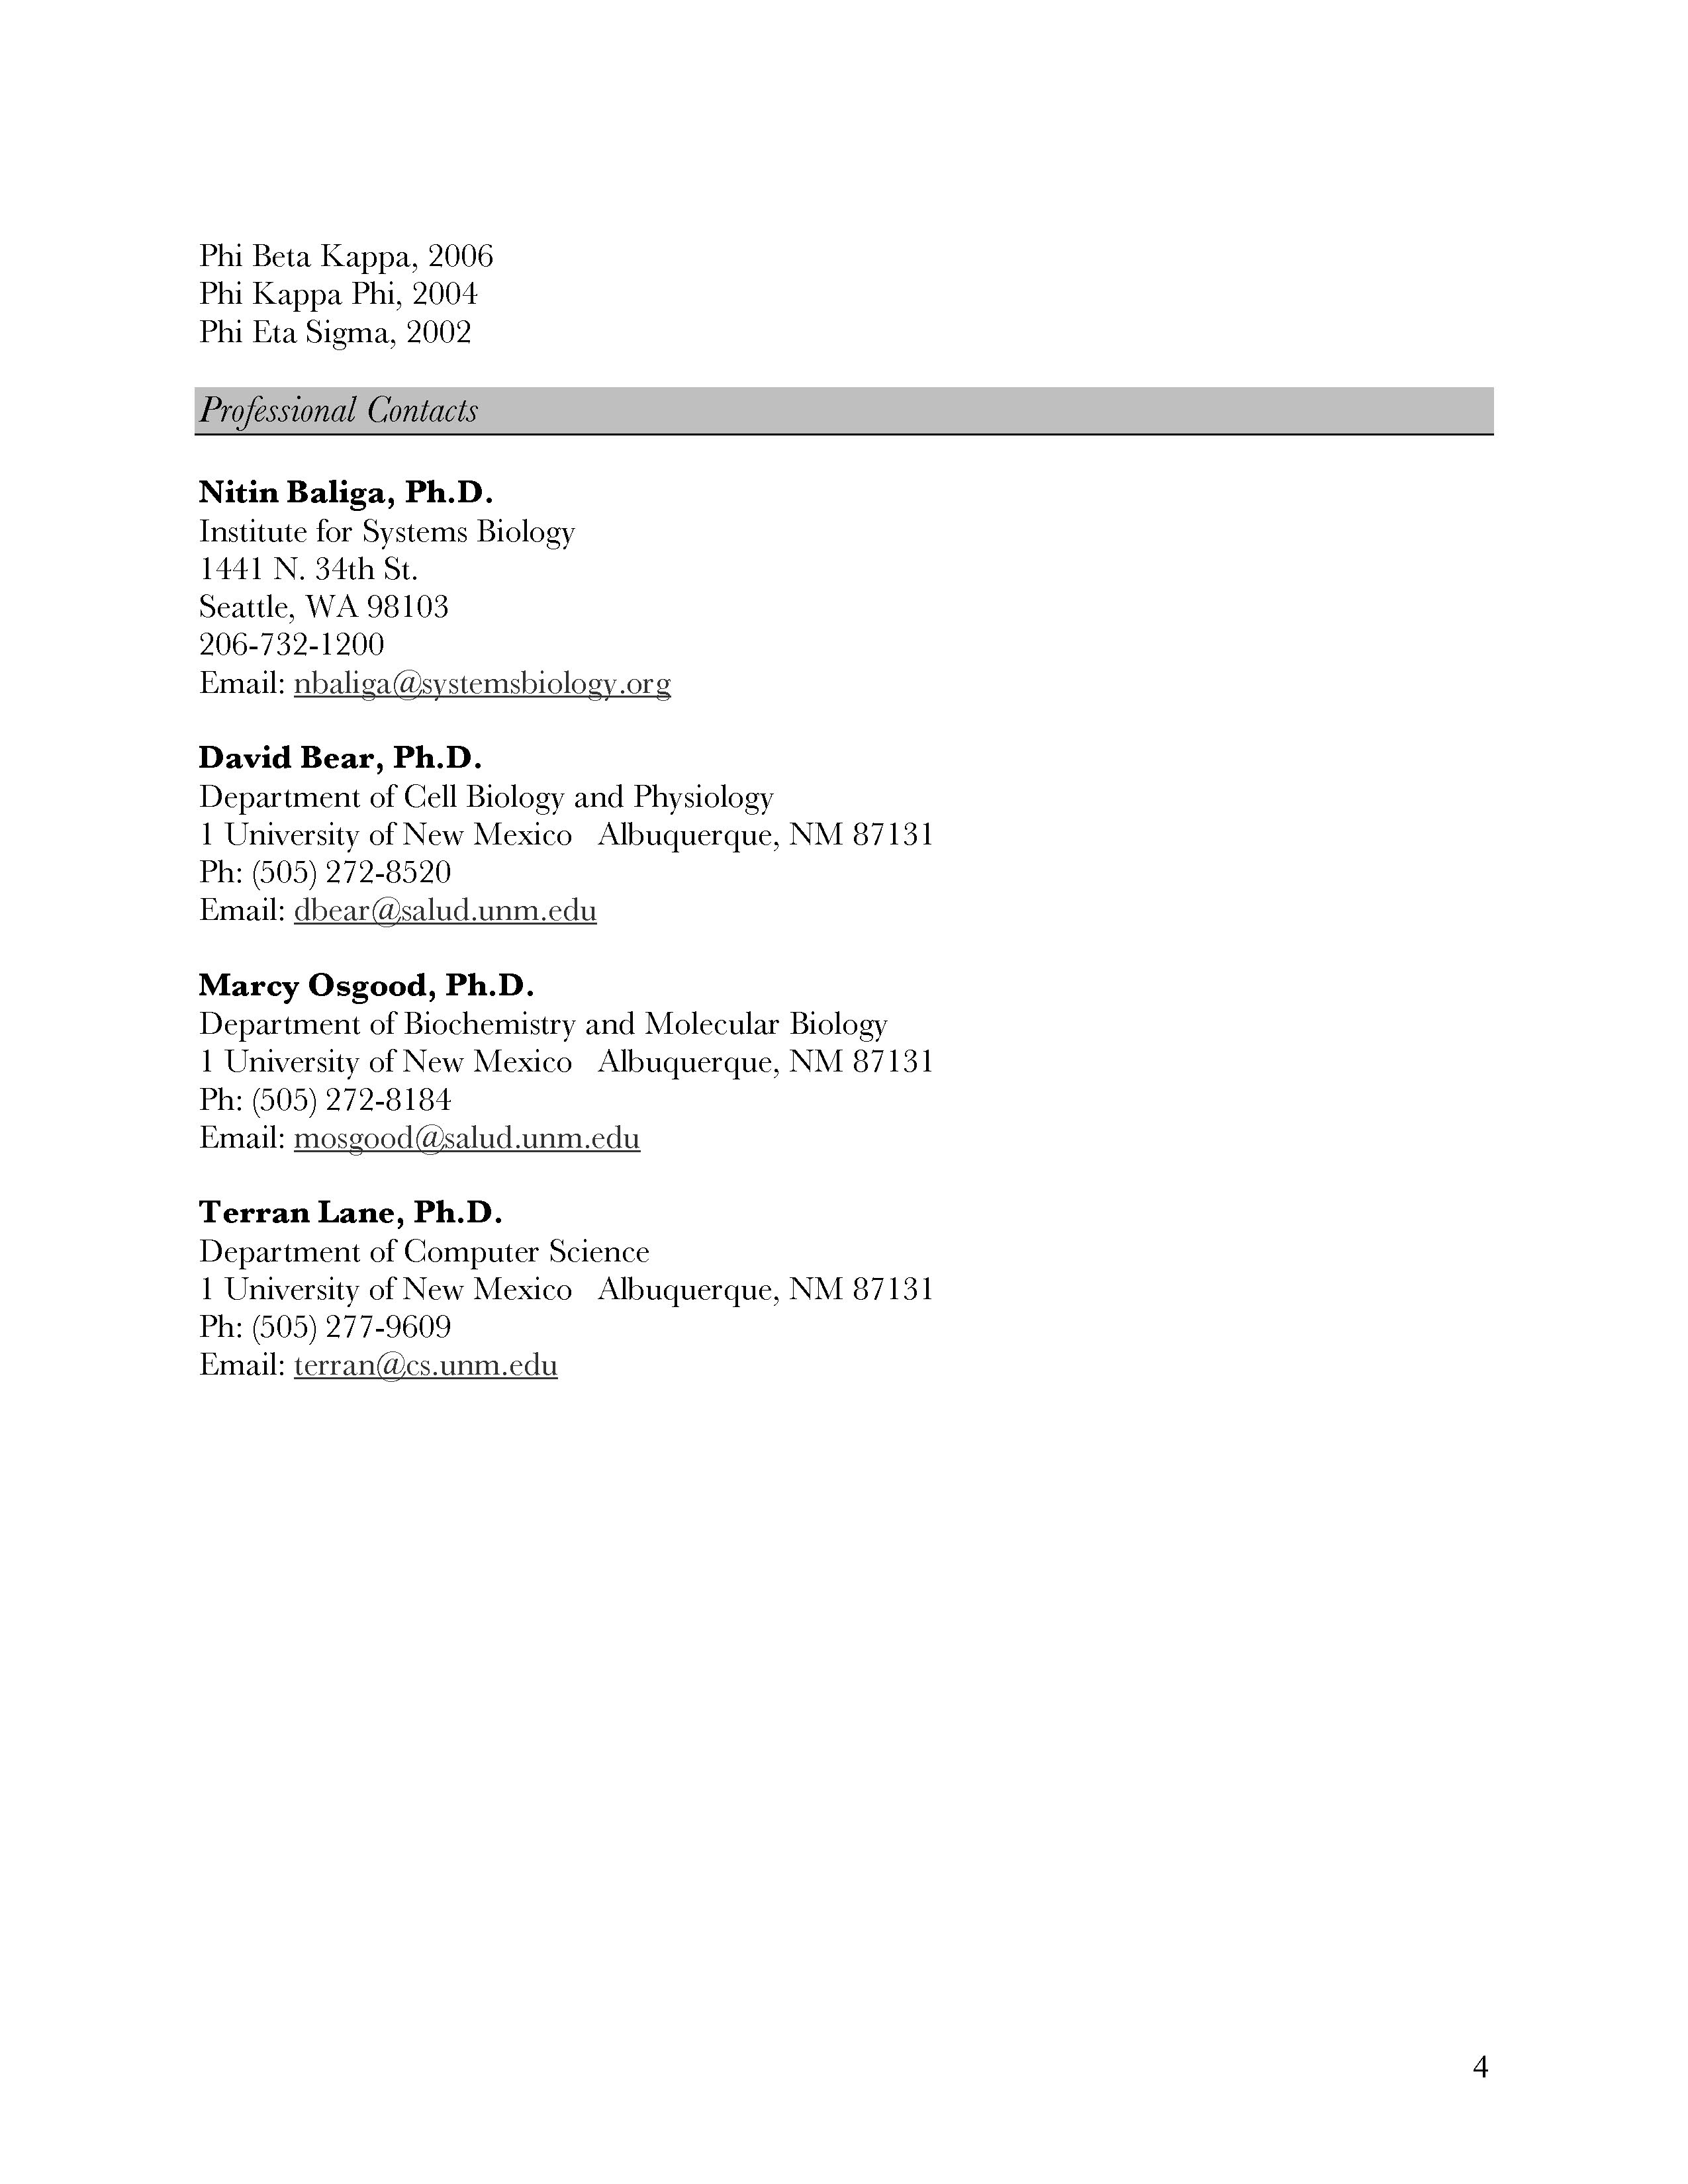 Phi Beta Kappa, 2006
Phi Kappa Phi, 2004
Phi Eta Sigma, 2002
Professional Contacts
Nitin Baliga, Ph.D.
Institute for Systems Biology
1441 N. 34th St.
Seattle, WA 98103
206-732-1200
Email: nbaliga@systemsbiology.org
David Bear, Ph.D.
Department of Cell Biology and Physiology
1 University of New Mexico   Albuquerque, NM 87131
Ph: (505) 272-8520
Email: dbear@salud.unm.edu
Marcy Osgood, Ph.D.
Department of Biochemistry and Molecular Biology
1 University of New Mexico   Albuquerque, NM 87131
Ph: (505) 272-8184
Email: mosgood@salud.unm.edu
Terran Lane, Ph.D.
Department of Computer Science
1 University of New Mexico   Albuquerque, NM 87131
Ph: (505) 277-9609
Email: terran@cs.unm.edu
4